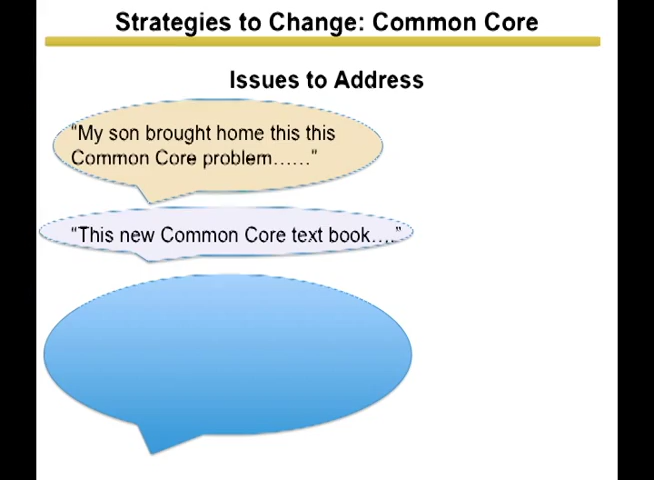 Strategies to Change: Common Core
Issues to Address
“My son brought home this this
Common Core problem……”
“This new Common Core text book….”